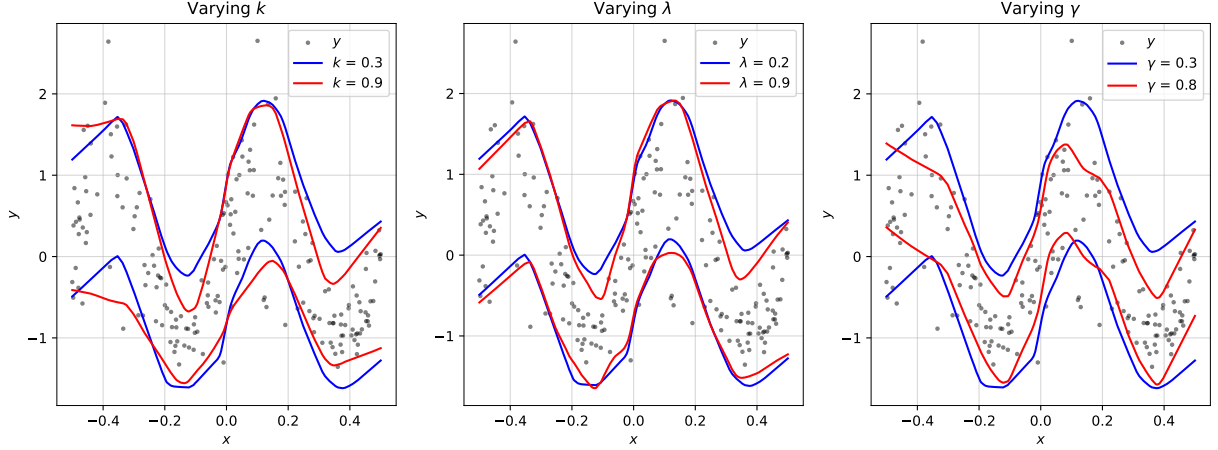 Varying k
y
k = 0.3
k = 0.9
2
1
0
−1
y
−0.4
−0.2
0.0
0.2
0.4
x
Varying λ
y
λ = 0.2
λ = 0.9
2
1
0
−1
y
−0.4
−0.2
0.0
0.2
0.4
x
Varying γ
y
γ = 0.3
γ = 0.8
2
1
0
−1
y
−0.4
−0.2
0.0
0.2
0.4
x